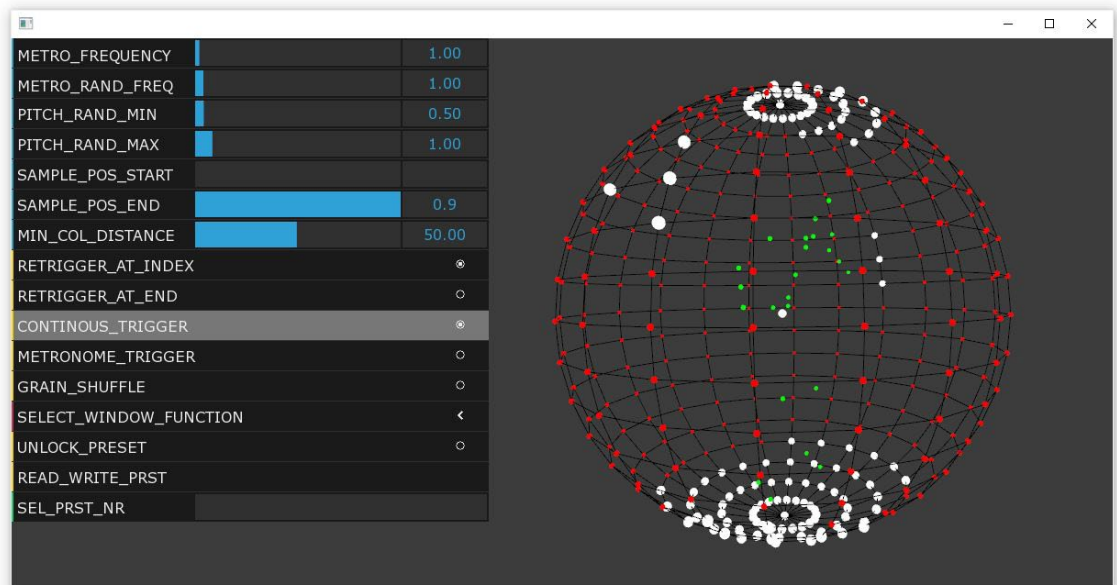 METRO_FREQUENCY 1.00
METRO_RAND_FREQ 1.00
PITCH_RAND_MIN 0.50
PITCH_RAND_MAX 1.00
SAMPLE_POS_START
SAMPLE_POS_END 0.9
MIN_COL_DISTANCE 50.00
RETRIGGER_AT_INDEX
RETRIGGER_AT_END
CONTINOUS_TRIGGER
METRONOME_TRIGGER
GRAIN_SHUFFLE
SELECT_WINDOW_FUNCTION
UNLOCK_PRESET
READ_WRITE_PRST
SEL_PRST_NR